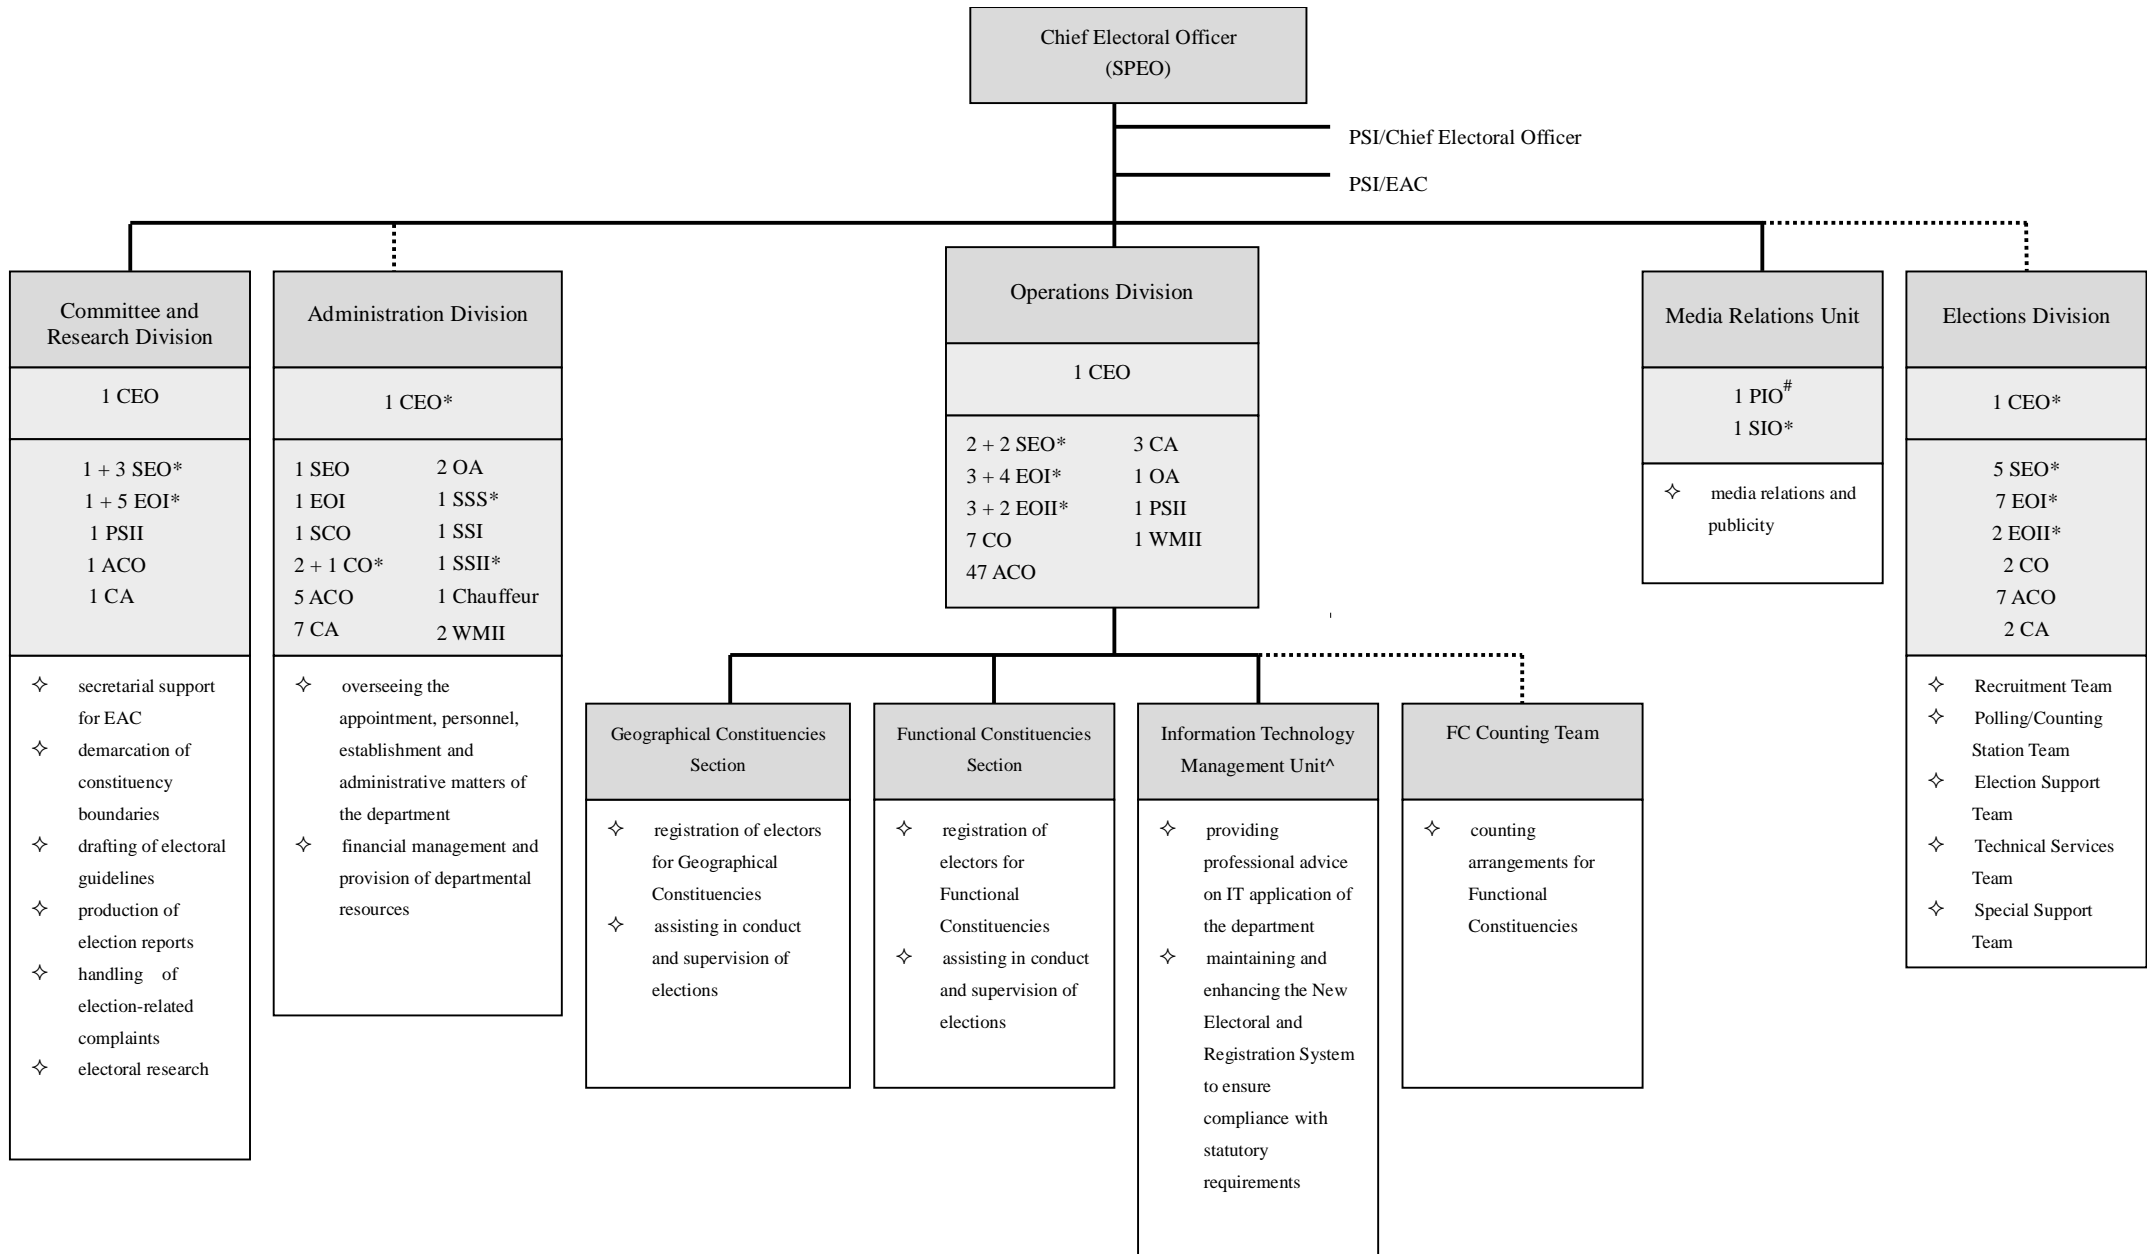 Chief Electoral Officer
(SPEO)
PSI/Chief Electoral Officer
PSI/EAC
Committee and
Research Division
1 CEO
1 + 3 SEO*
1 + 5 EOI*
1 PSII
1 ACO
1 CA
✧ secretarial support
for EAC
✧ demarcation of
constituency
boundaries
✧ drafting of electoral
guidelines
✧ production of
election reports
✧ handling of
election-related
complaints
✧ electoral research
Administration Division
1 CEO*
1 SEO
1 EOI
1 SCO
2 + 1 CO*
5 ACO
7 CA
2 OA
1 SSS*
1 SSI
1 SSII*
1 Chauffeur
2 WMII
✧ overseeing the
appointment, personnel,
establishment and
administrative matters of
the department
✧ financial management and
provision of departmental
resources
Operations Division
1 CEO
2 + 2 SEO*
3 + 4 EOI*
3 + 2 EOII*
7 CO
47 ACO
3 CA
1 OA
1 PSII
1 WMII
Geographical Constituencies
Section
✧ registration of electors
for Geographical
Constituencies
✧ assisting in conduct
and supervision of
elections
Functional Constituencies
Section
✧ registration of
electors for
Functional
Constituencies
✧ assisting in conduct
and supervision of
elections
Information Technology
Management Unit^
✧ providing
professional advice
on IT application of
the department
✧ maintaining and
enhancing the New
Electoral and
Registration System
to ensure
compliance with
statutory
requirements
FC Counting Team
✧ counting
arrangements for
Functional
Constituencies
Media Relations Unit
1 PIO#
1 SIO*
✧ media relations and
publicity
Elections Division
1 CEO*
5 SEO*
7 EOI*
2 EOII*
2 CO
7 ACO
2 CA
✧ Recruitment Team
✧ Polling/Counting
Station Team
✧ Election Support
Team
✧ Technical Services
Team
✧ Special Support
Team